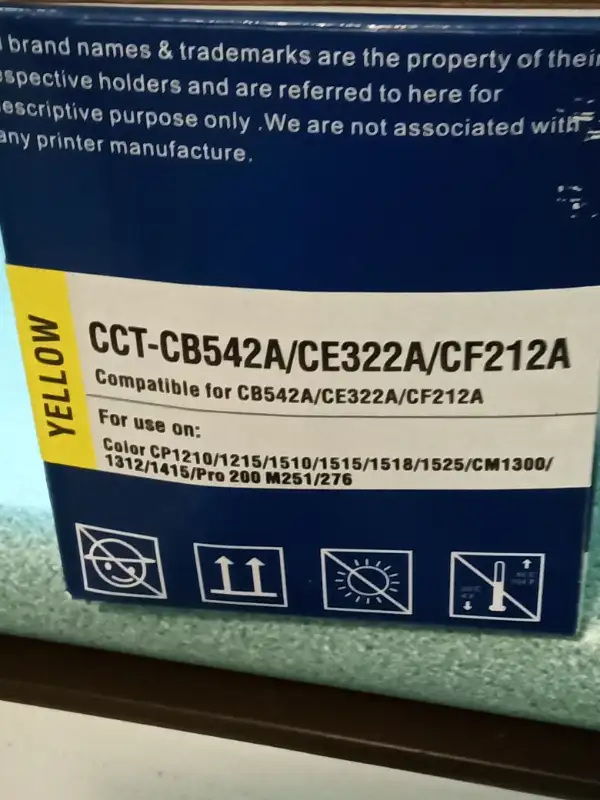 brand names & trademarks are the property of their
spective holders and are referred to here for
escriptive purpose only .We are not associated with
any printer manufacture.
YELLOW
CCT-CB542A/CE322A/CF212A
Compatible for CB542A/CE322A/CF212A
For use on:
Color CP1210/1215/1510/1515/1518/1525/CM1300/
1312/1415/Pro 200 M251/276